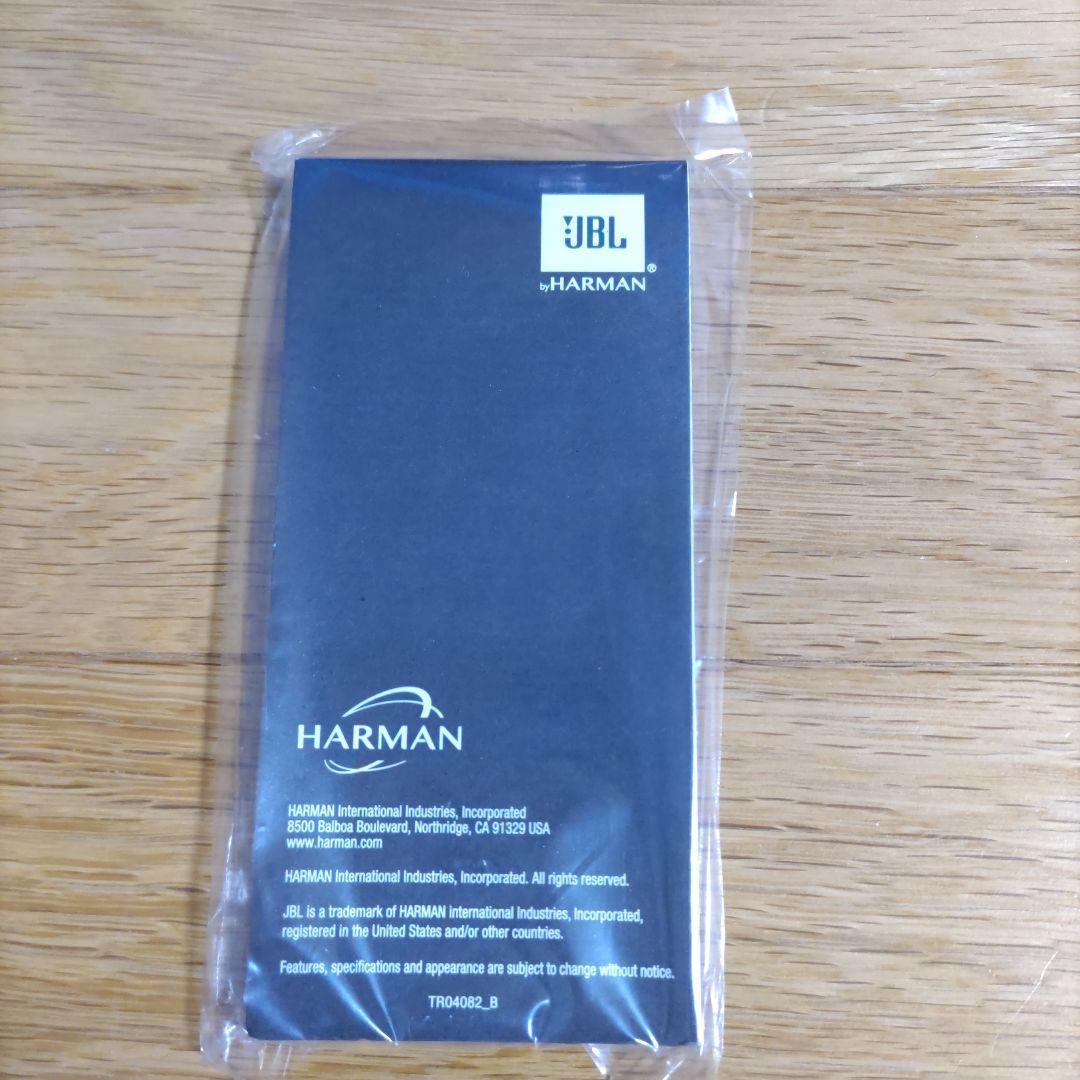 JBL
®
by HARMAN
HARMAN
HARMAN International Industries, Incorporated
8500 Balboa Boulevard, Northridge, CA 91329 USA
www.harman.com
HARMAN International Industries, Incorporated. All rights reserved.
JBL is a trademark of HARMAN international Industries, Incorporated,
registered in the United States and/or other countries.
Features, specifications and appearance are subject to change without notice.
TR04082_B